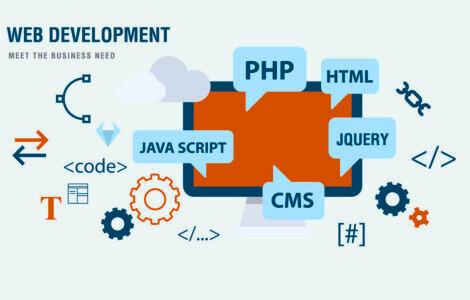 WEB DEVELOPMENT
MEET THE BUSINESS NEED
PHP
HTML
JAVA SCRIPT
JQUERY
<code>
</>
T
CMS
</...>
[#]